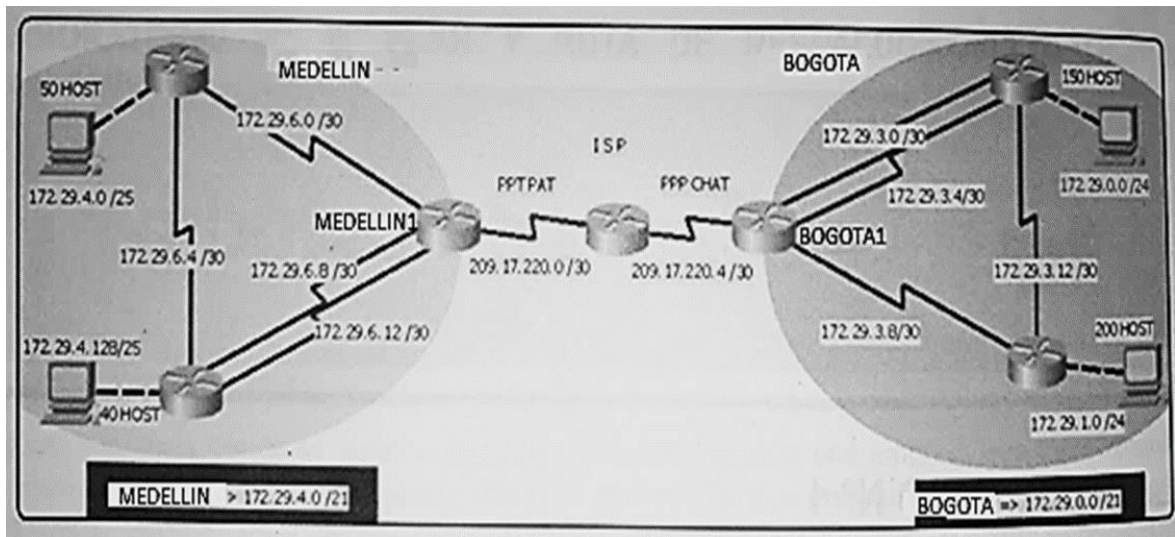 MEDELLIN - -
BOGOTA
50 HOST
150 HOST
172.29.6.0 /30
172.29.3.0 /30
ISP
172.29.4.0 /25
PPT PAT
PPP CHAT
172.29.3.4/30
172.29.0.0 /24
MEDELLIN1
BOGOTA1
172.29.6.4 /30
172.29.6.8 /30
209.17.220.0 /30
209.17.220.4 /30
172.29.3.12 /30
172.29.6.12 /30
172.29.3.8/30
172.29.4.128/25
200 HOST
40 HOST
172.29.1.0 /24
MEDELLIN > 172.29.4.0 /21
BOGOTA => 172.29.0.0 /21